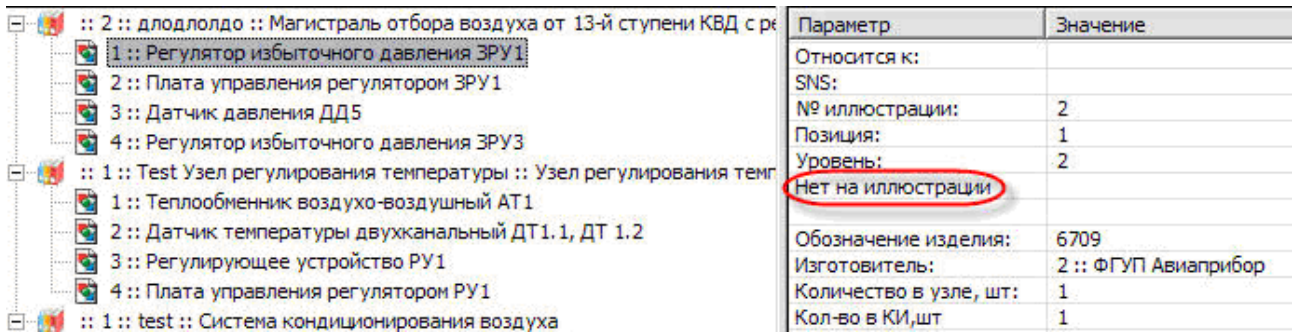 :: 2 :: длодлолдо :: Магистраль отбора воздуха от 13-й ступени КВД с ре
1 :: Регулятор избыточного давления ЗРУ1
2 :: Плата управления регулятором ЗРУ1
3 :: Датчик давления ДД5
4 :: Регулятор избыточного давления ЗРУ3
:: 1 :: Test Узел регулирования температуры :: Узел регулирования темп
1 :: Теплообменник воздухо-воздушный АТ1
2 :: Датчик температуры двухканальный ДТ1.1, ДТ 1.2
3 :: Регулирующее устройство РУ1
4 :: Плата управления регулятором РУ1
:: 1 :: test :: Система кондиционирования воздуха
Параметр Значение
Относится к:
SNS:
№ иллюстрации: 2
Позиция: 1
Уровень: 2
Нет на иллюстрации
Обозначение изделия: 6709
Изготовитель: 2 :: ФГУП Авиаприбор
Количество в узле, шт: 1
Кол-во в КИ,шт 1